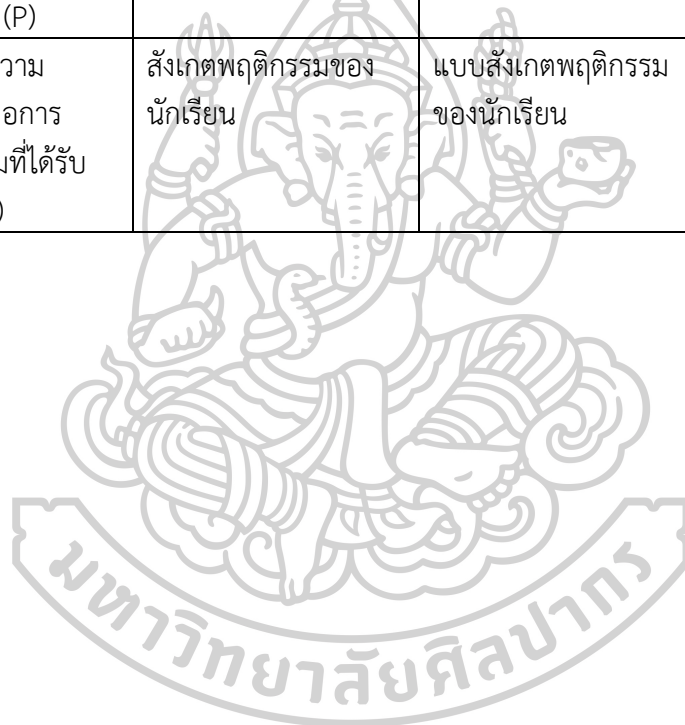 (P)
วาม
อการ
มที่ได้รับ
)
สังเกตพฤติกรรมของ
นักเรียน
แบบสังเกตพฤติกรรม
ของนักเรียน
มหาวิทยาลัยศิลปากร